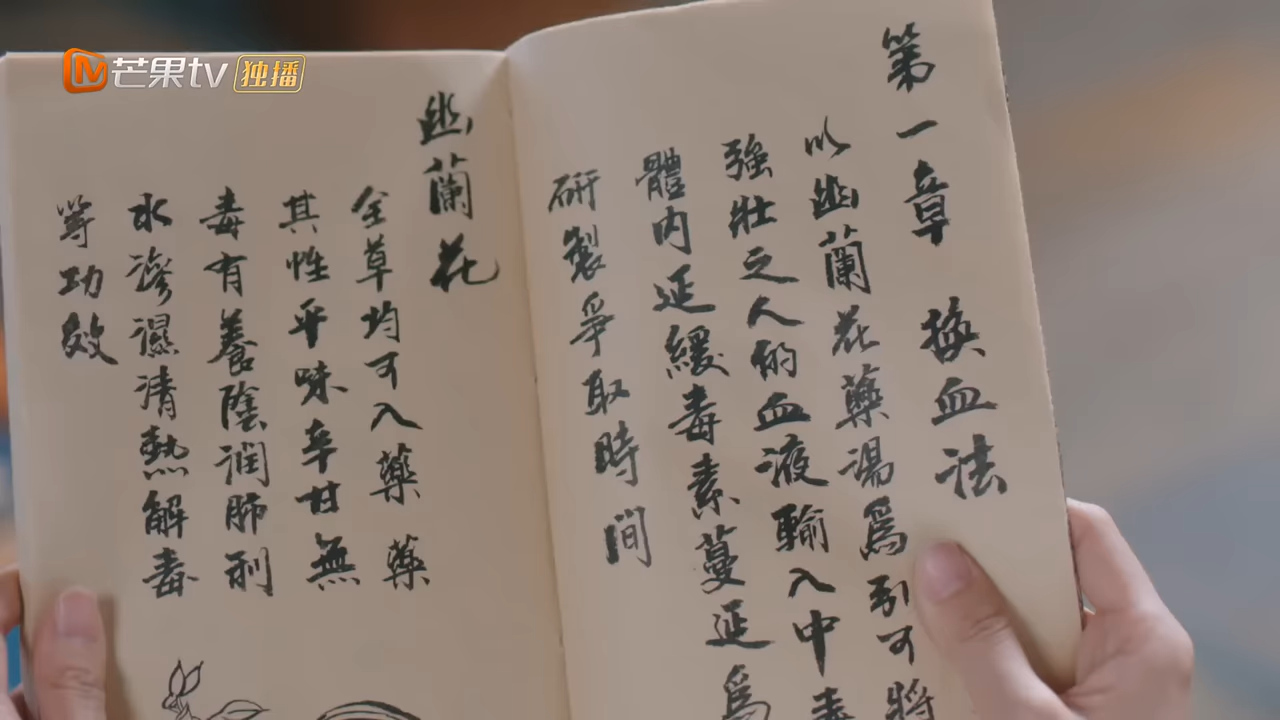 芒果tv 独播
第一章 换血法
以幽蘭花藥湯爲引可將
強壯之人的血液輸入中毒
體内延緩毒素蔓延爲
研製爭取時間
幽蘭花
全草均可入藥藥
其性平味辛甘無
毒有養陰潤肺利
水滲濕清熱解毒
等功效